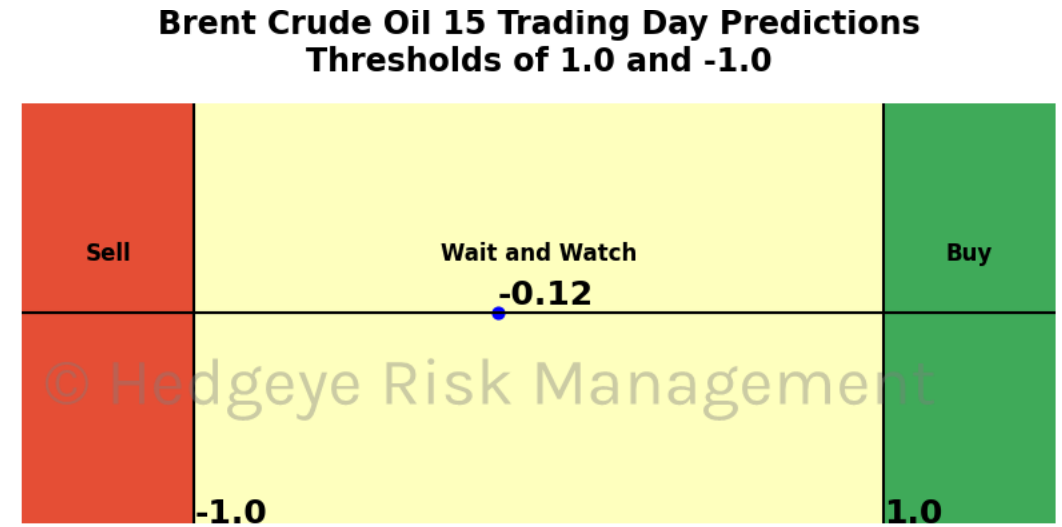 Brent Crude Oil 15 Trading Day Predictions
Thresholds of 1.0 and -1.0
Sell
Wait and Watch
Buy
-0.12
© Hedgeye Risk Management
-1.0
1.0